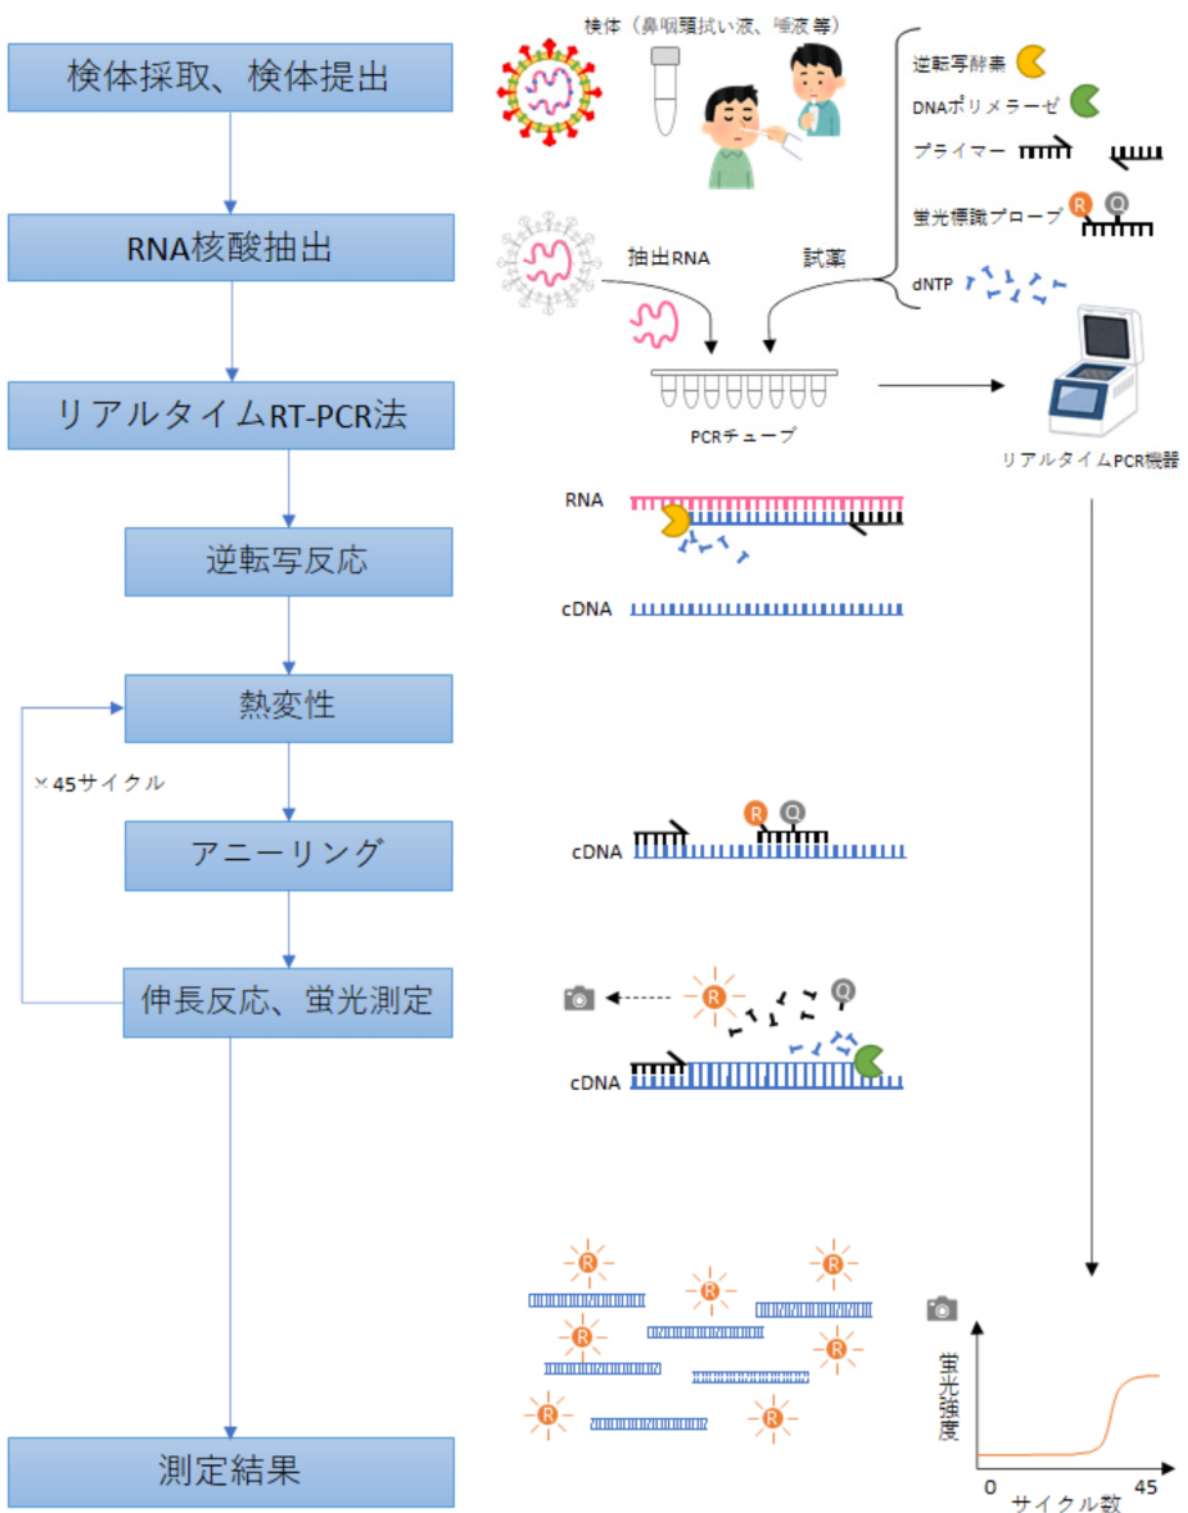 検体採取、検体提出
RNA核酸抽出
リアルタイムRT-PCR法
逆転写反応
熱変性
×45サイクル
アニーリング
伸長反応、蛍光測定
測定結果
検体（鼻咽頭拭い液、唾液等）
逆転写酵素
DNAポリメラーゼ
プライマー
蛍光標識プローブ
R
Q
dNTP
抽出RNA
試薬
PCRチューブ
リアルタイムPCR機器
RNA
cDNA
R
Q
cDNA
R
Q
cDNA
R
R
R
R
R
R
R
蛍光強度
0
45
サイクル数